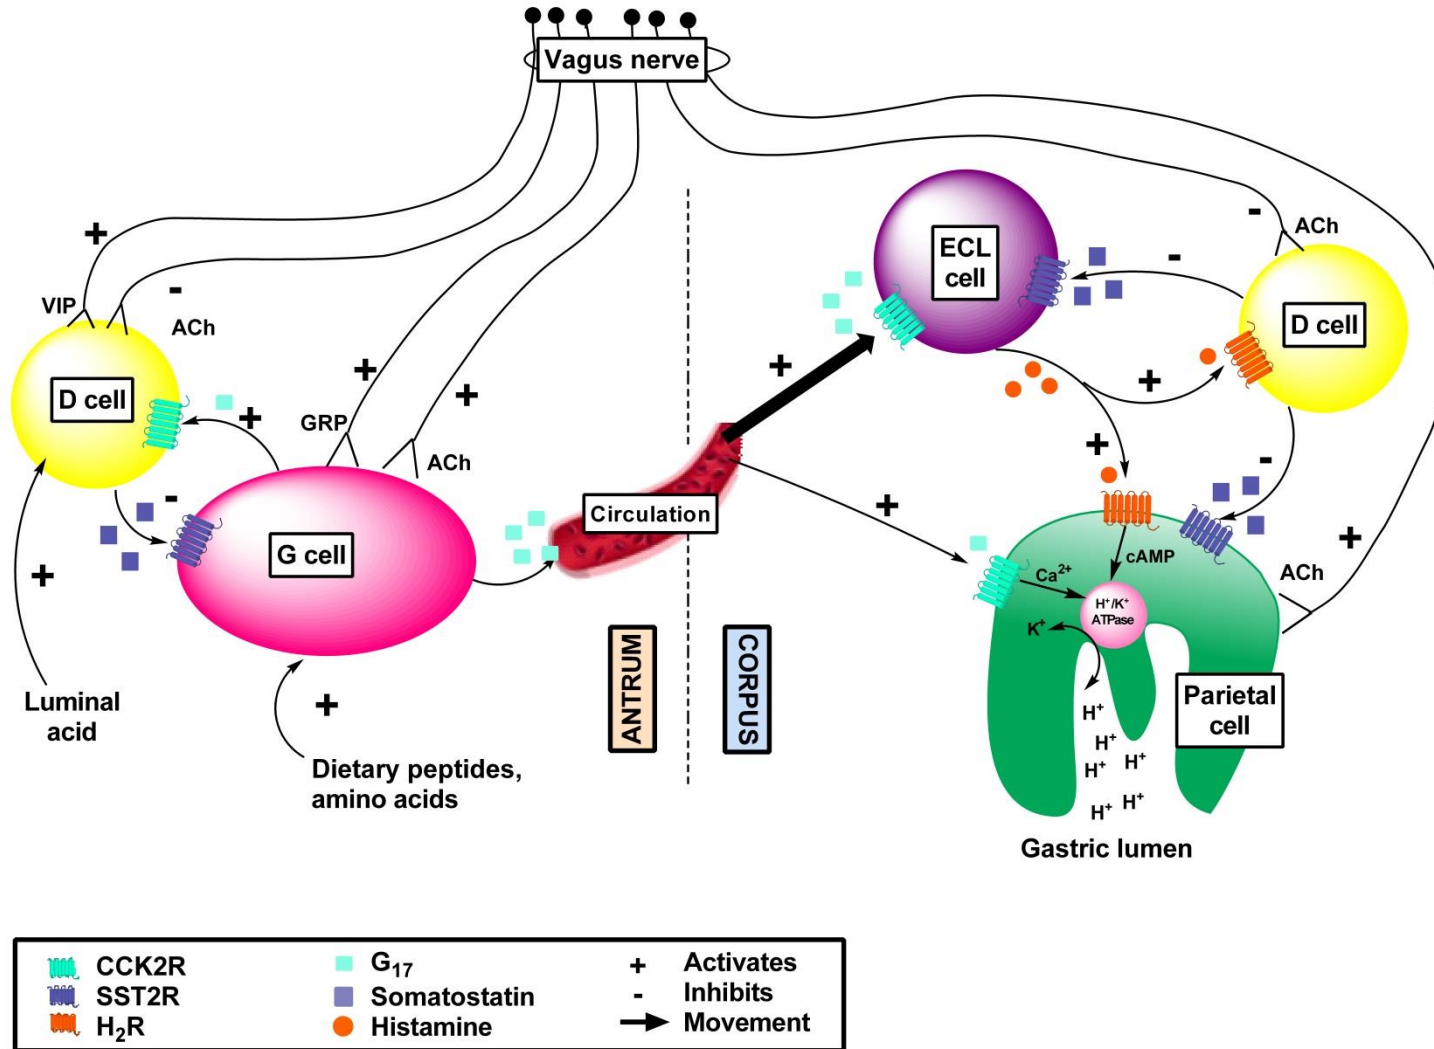 Vagus nerve
+
-
VIP
ACh
D cell
+
+
+
GRP
ACh
-
G cell
+
Luminal
acid
+
Dietary peptides,
amino acids
Circulation
ANTRUM
CORPUS
+
+
ECL
cell
-
-
ACh
D cell
+
+
-
cAMP
Ca²⁺
H⁺/K⁺
ATPase
K⁺
+
ACh
Parietal
cell
H⁺
H⁺
H⁺
H⁺
H⁺
H⁺
Gastric lumen
CCK2R
G₁₇
+ Activates
SST2R
Somatostatin
- Inhibits
H₂R
Histamine
Movement